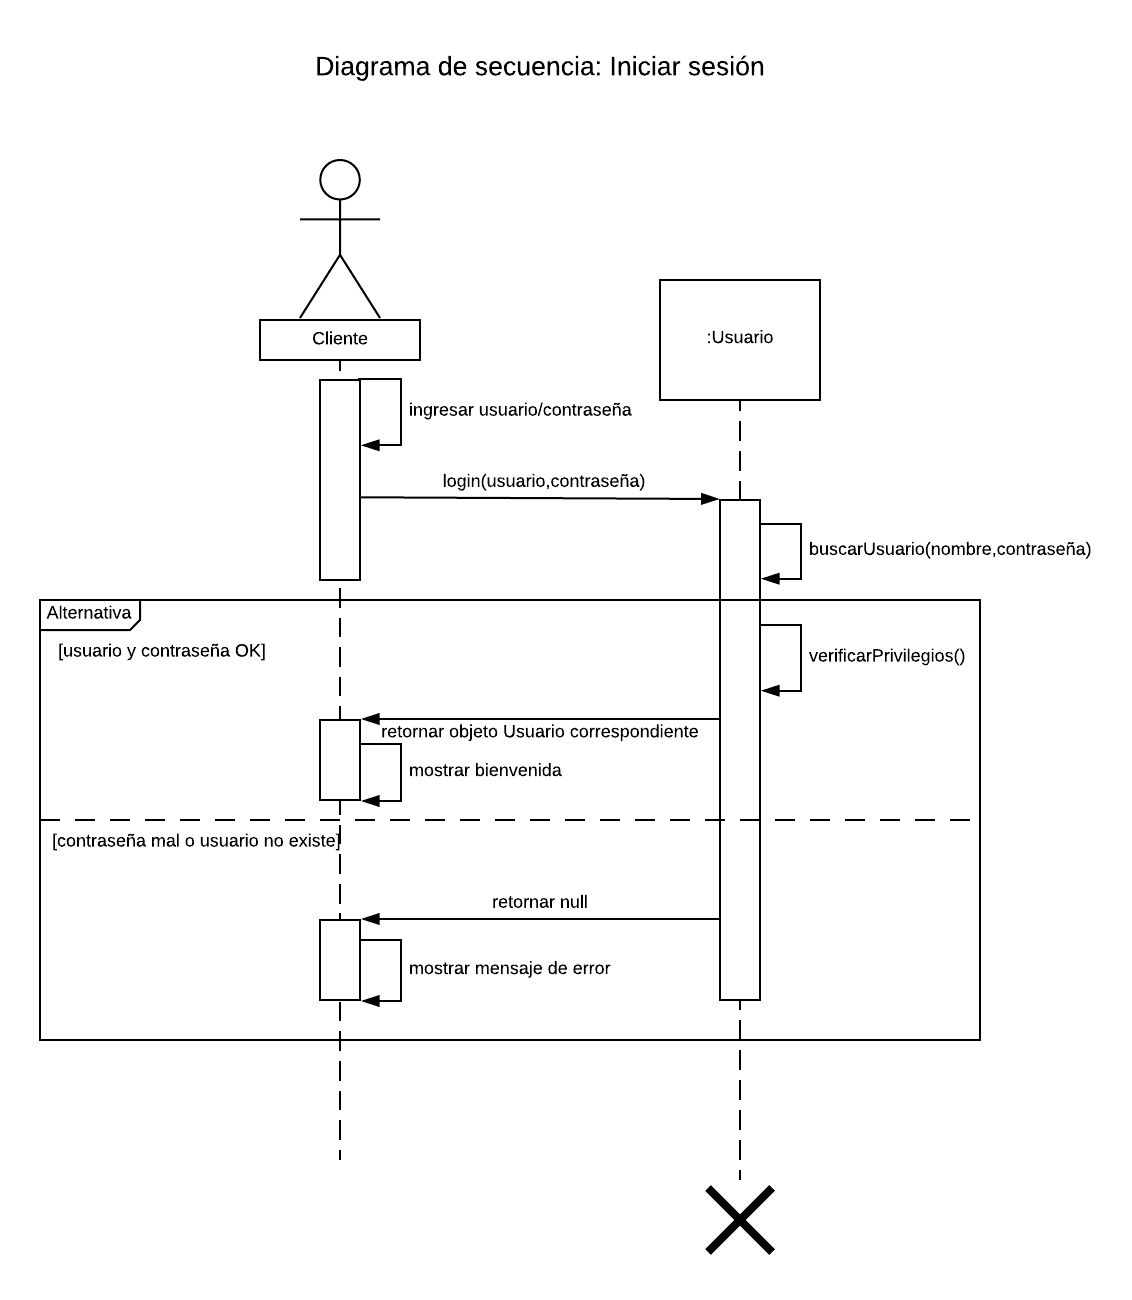 Diagrama de secuencia: Iniciar sesión
Cliente
:Usuario
ingresar usuario/contraseña
login(usuario,contraseña)
buscarUsuario(nombre,contraseña)
Alternativa
[usuario y contraseña OK]
verificarPrivilegios()
retornar objeto Usuario correspondiente
mostrar bienvenida
[contraseña mal o usuario no existe]
retornar null
mostrar mensaje de error